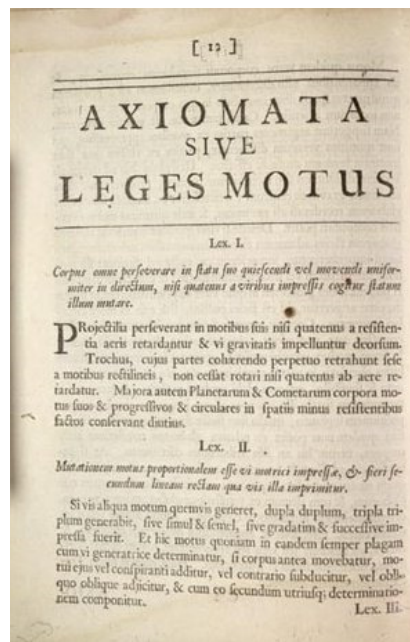 [ 12 ]
AXIOMATA
SIVE
LEGES MOTUS
Lex. I.
Corpus omne perseverare in statu suo quiescendi vel movendi unifor-
miter in directum, nisi quatenus a viribus impressis cogitur statum
illum mutare.
PRojectilia perseverant in motibus suis nisi quatenus a resisten-
tia aeris retardantur & vi gravitatis impelluntur deorsum.
Trochus, cujus partes cohærendo perpetuo retrahunt sese
a motibus rectilineis, non cessat rotari nisi quatenus ab aere re-
tardatur. Majora autem Planetarum & Cometarum corpora mo-
tus suos & progressivos & circulares in spatiis minus resistentibus
factos conservant diutius.
Lex. II.
Mutationem motus proportionalem esse vi motrici impressæ, & fieri se-
cundum lineam rectam qua vis illa imprimitur.
Si vis aliqua motum quemvis generet, dupla duplum, tripla tri-
plum generabit, sive simul & semel, sive gradatim & successive im-
pressa fuerit. Et hic motus quoniam in eandem semper plagam
cum vi generatrice determinatur, si corpus antea movebatur, mo-
tui ejus vel conspiranti additur, vel contrario subducitur, vel obli-
quo oblique adjicitur, & cum eo secundum utriusq; determinatio-
nem componitur.
Lex. III.